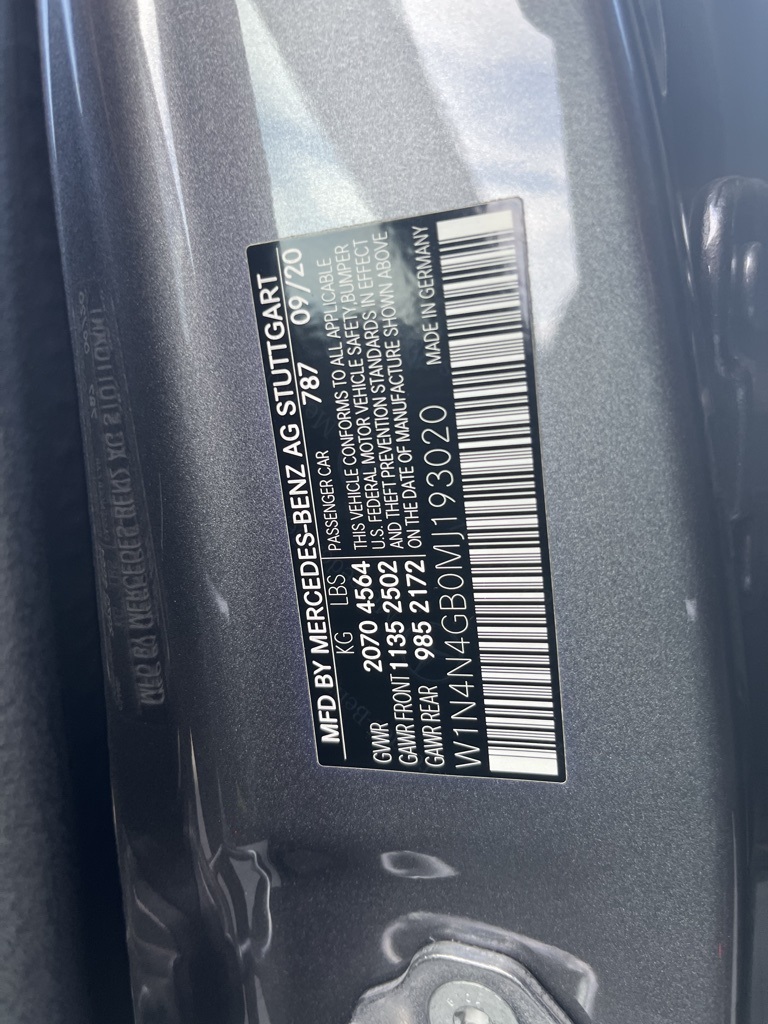 MFD BY MERCEDES-BENZ AG STUTTGART
787 09/20
KG LBS
PASSENGER CAR
GVWR 2070 4564
GAWR FRONT 1135 2502
GAWR REAR 985 2172
THIS VEHICLE CONFORMS TO ALL APPLICABLE
U.S. FEDERAL MOTOR VEHICLE SAFETY, BUMPER
AND THEFT PREVENTION STANDARDS IN EFFECT
ON THE DATE OF MANUFACTURE SHOWN ABOVE
W1N4N4GB0MJ193020 MADE IN GERMANY